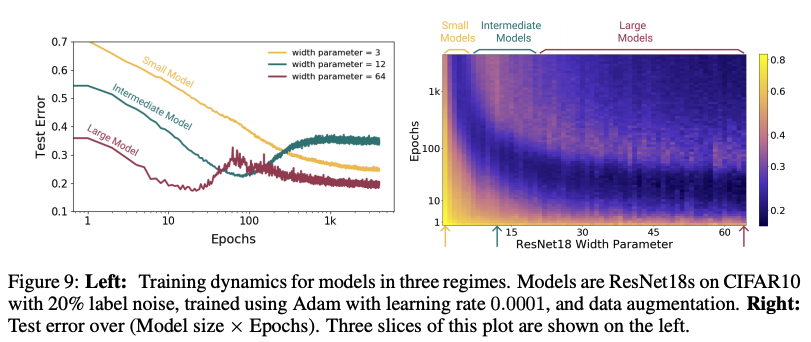 0.7
0.6
0.5
0.4
0.3
0.2
0.1
Test Error
1
10
100
1k
Epochs
width parameter = 3
width parameter = 12
width parameter = 64
Small Model
Intermediate Model
Large Model
Small
Models
Intermediate
Models
Large
Models
Epochs
1k
100
10
1
15
30
45
60
ResNet18 Width Parameter
0.8
0.6
0.4
0.3
0.2
Figure 9: Left: Training dynamics for models in three regimes. Models are ResNet18s on CIFAR10
with 20% label noise, trained using Adam with learning rate 0.0001, and data augmentation. Right:
Test error over (Model size × Epochs). Three slices of this plot are shown on the left.